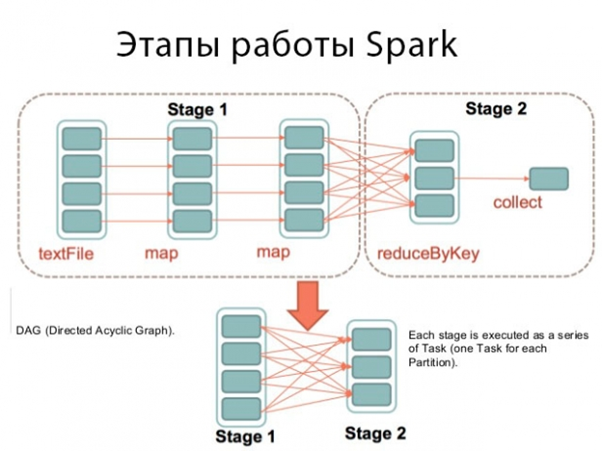 Этапы работы Spark
Stage 1
Stage 2
textFile
map
map
reduceByKey
collect
DAG (Directed Acyclic Graph).
Each stage is executed as a series
of Task (one Task for each
Partition).
Stage 1
Stage 2